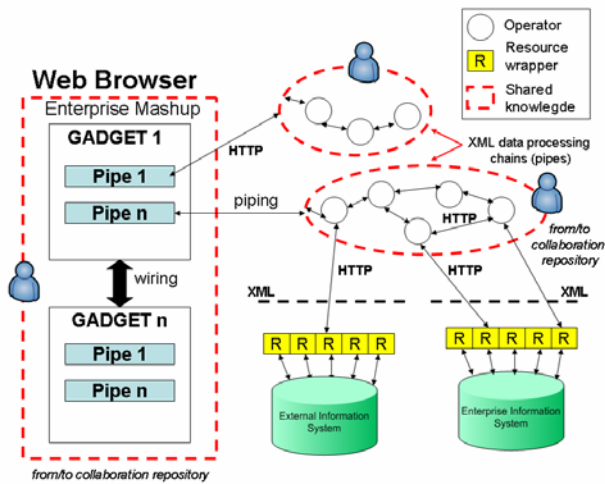 Operator
Resource
wrapper
R
Shared
knowlegde
Web Browser
Enterprise Mashup
GADGET 1
Pipe 1
Pipe n
HTTP
piping
wiring
GADGET n
Pipe 1
Pipe n
from/to collaboration repository
XML data processing
chains (pipes)
HTTP
from/to
collaboration
repository
HTTP
HTTP
XML
XML
R R R R R
R R R R R
External Information
System
Enterprise Information
System